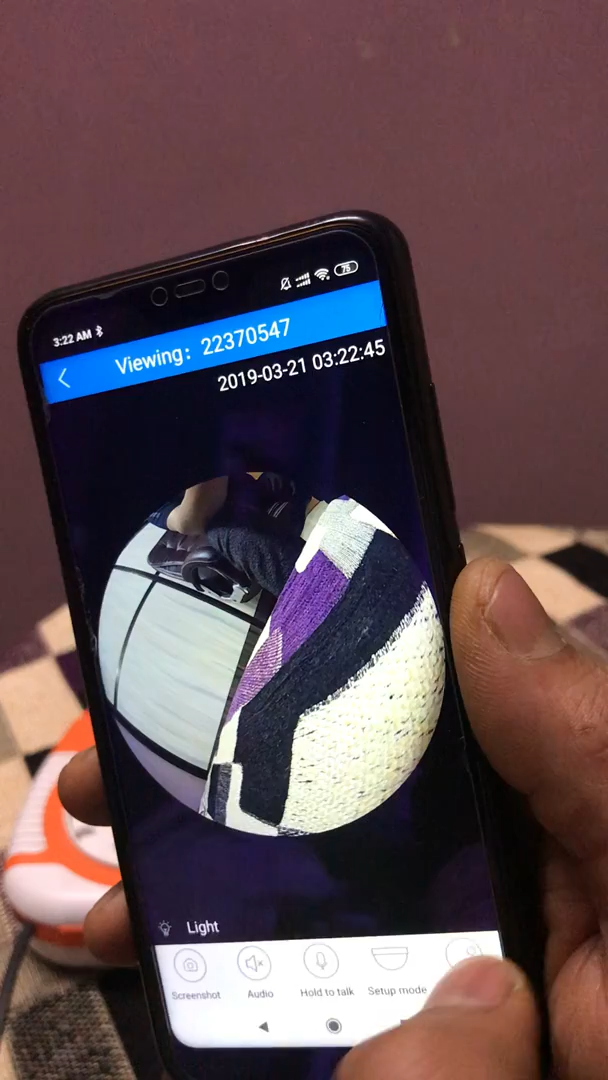 3:22 AM
75
Viewing: 22370547
2019-03-21 03:22:45
Light
Screenshot
Audio
Hold to talk
Setup mode